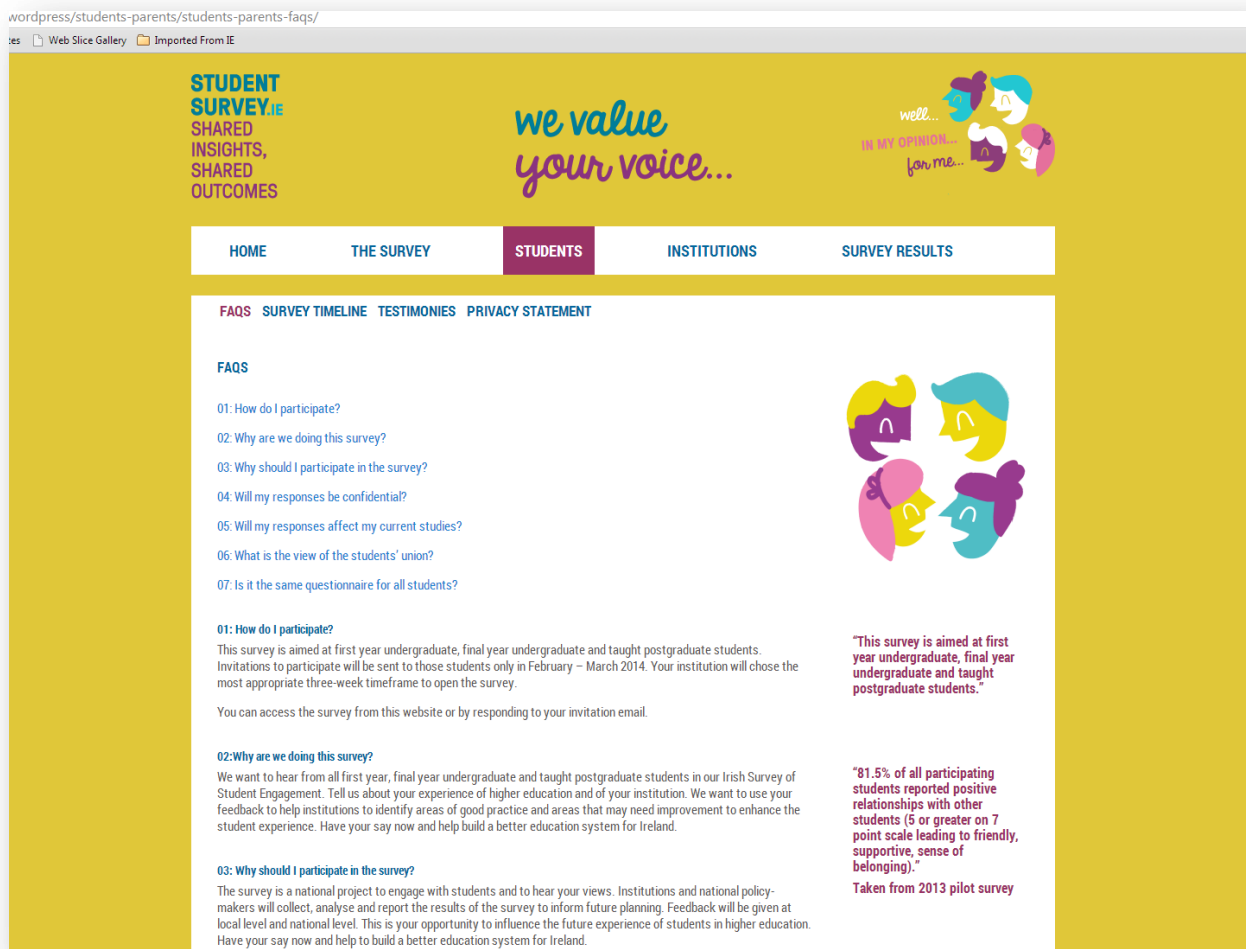 wordpress/students-parents/students-parents-faqs/
Web Slice Gallery Imported From IE
STUDENT
SURVEY.IE
SHARED
INSIGHTS,
SHARED
OUTCOMES
we value
your voice...
well...
IN MY OPINION...
for me...
HOME THE SURVEY STUDENTS INSTITUTIONS SURVEY RESULTS
FAQS SURVEY TIMELINE TESTIMONIES PRIVACY STATEMENT
FAQS
01: How do I participate?
02: Why are we doing this survey?
03: Why should I participate in the survey?
04: Will my responses be confidential?
05: Will my responses affect my current studies?
06: What is the view of the students' union?
07: Is it the same questionnaire for all students?
01: How do I participate?
This survey is aimed at first year undergraduate, final year undergraduate and taught postgraduate students.
Invitations to participate will be sent to those students only in February – March 2014. Your institution will chose the
most appropriate three-week timeframe to open the survey.
You can access the survey from this website or by responding to your invitation email.
02:Why are we doing this survey?
We want to hear from all first year, final year undergraduate and taught postgraduate students in our Irish Survey of
Student Engagement. Tell us about your experience of higher education and of your institution. We want to use your
feedback to help institutions to identify areas of good practice and areas that may need improvement to enhance the
student experience. Have your say now and help build a better education system for Ireland.
03: Why should I participate in the survey?
The survey is a national project to engage with students and to hear your views. Institutions and national policy-
makers will collect, analyse and report the results of the survey to inform future planning. Feedback will be given at
local level and national level. This is your opportunity to influence the future experience of students in higher education.
Have your say now and help to build a better education system for Ireland.
“This survey is aimed at first
year undergraduate, final year
undergraduate and taught
postgraduate students.”
“81.5% of all participating
students reported positive
relationships with other
students (5 or greater on 7
point scale leading to friendly,
supportive, sense of
belonging).”
Taken from 2013 pilot survey